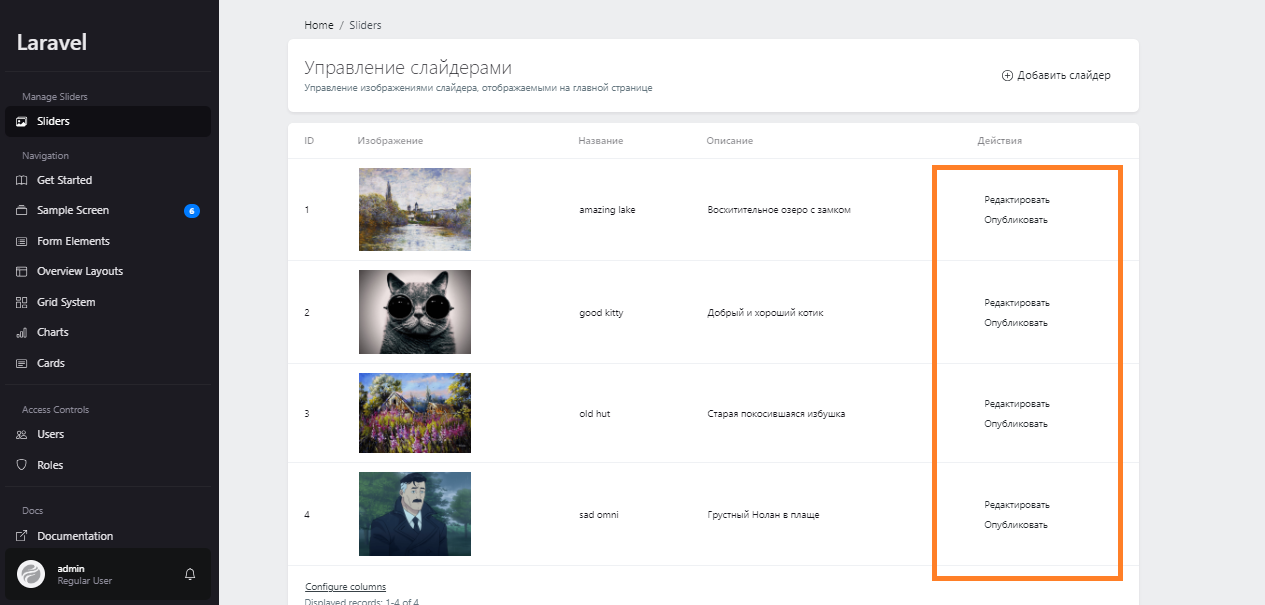 Laravel
Manage Sliders
Sliders
Navigation
Get Started
Sample Screen
6
Form Elements
Overview Layouts
Grid System
Charts
Cards
Access Controls
Users
Roles
Docs
Documentation
admin
Regular User
Home / Sliders
Управление слайдерами
Управление изображениями слайдера, отображаемыми на главной странице
Добавить слайдер
ID Изображение Название Описание Действия
1 amazing lake Восхитительное озеро с замком
Редактировать
Опубликовать
2 good kitty Добрый и хороший котик
Редактировать
Опубликовать
3 old hut Старая покосившаяся избушка
Редактировать
Опубликовать
4 sad omni Грустный Нолан в плаще
Редактировать
Опубликовать
Configure columns
Displayed records: 1-4 of 4